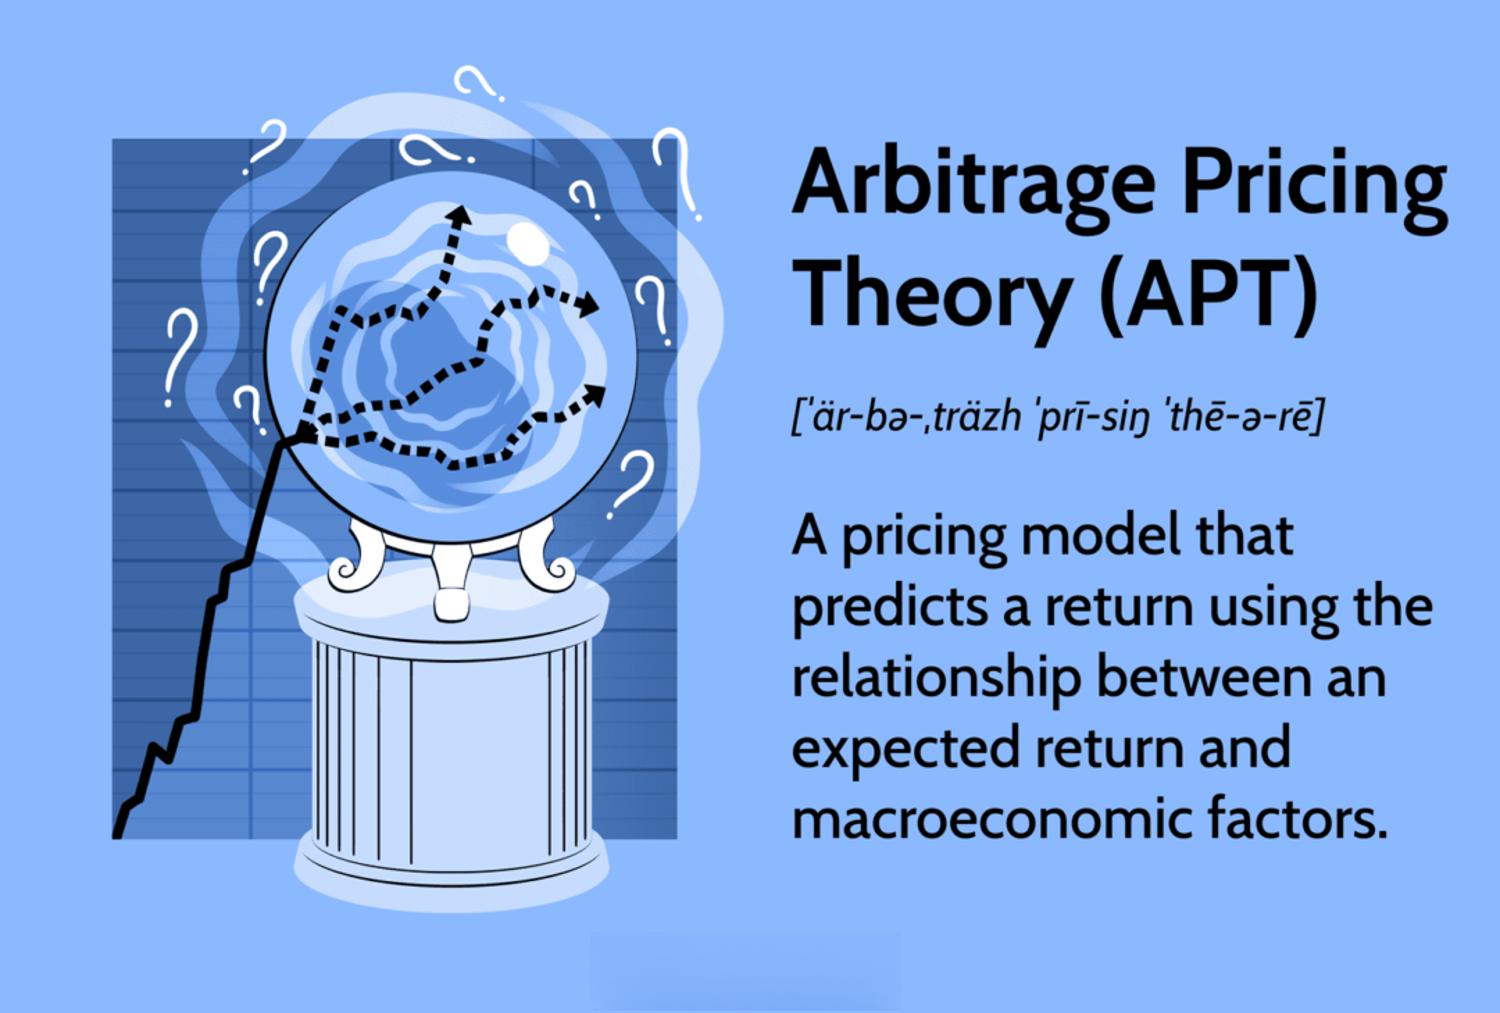 Arbitrage Pricing
Theory (APT)
[ˈär-bə-ˌträzh ˈprī-siŋ ˈthē-ə-rē]
A pricing model that
predicts a return using the
relationship between an
expected return and
macroeconomic factors.